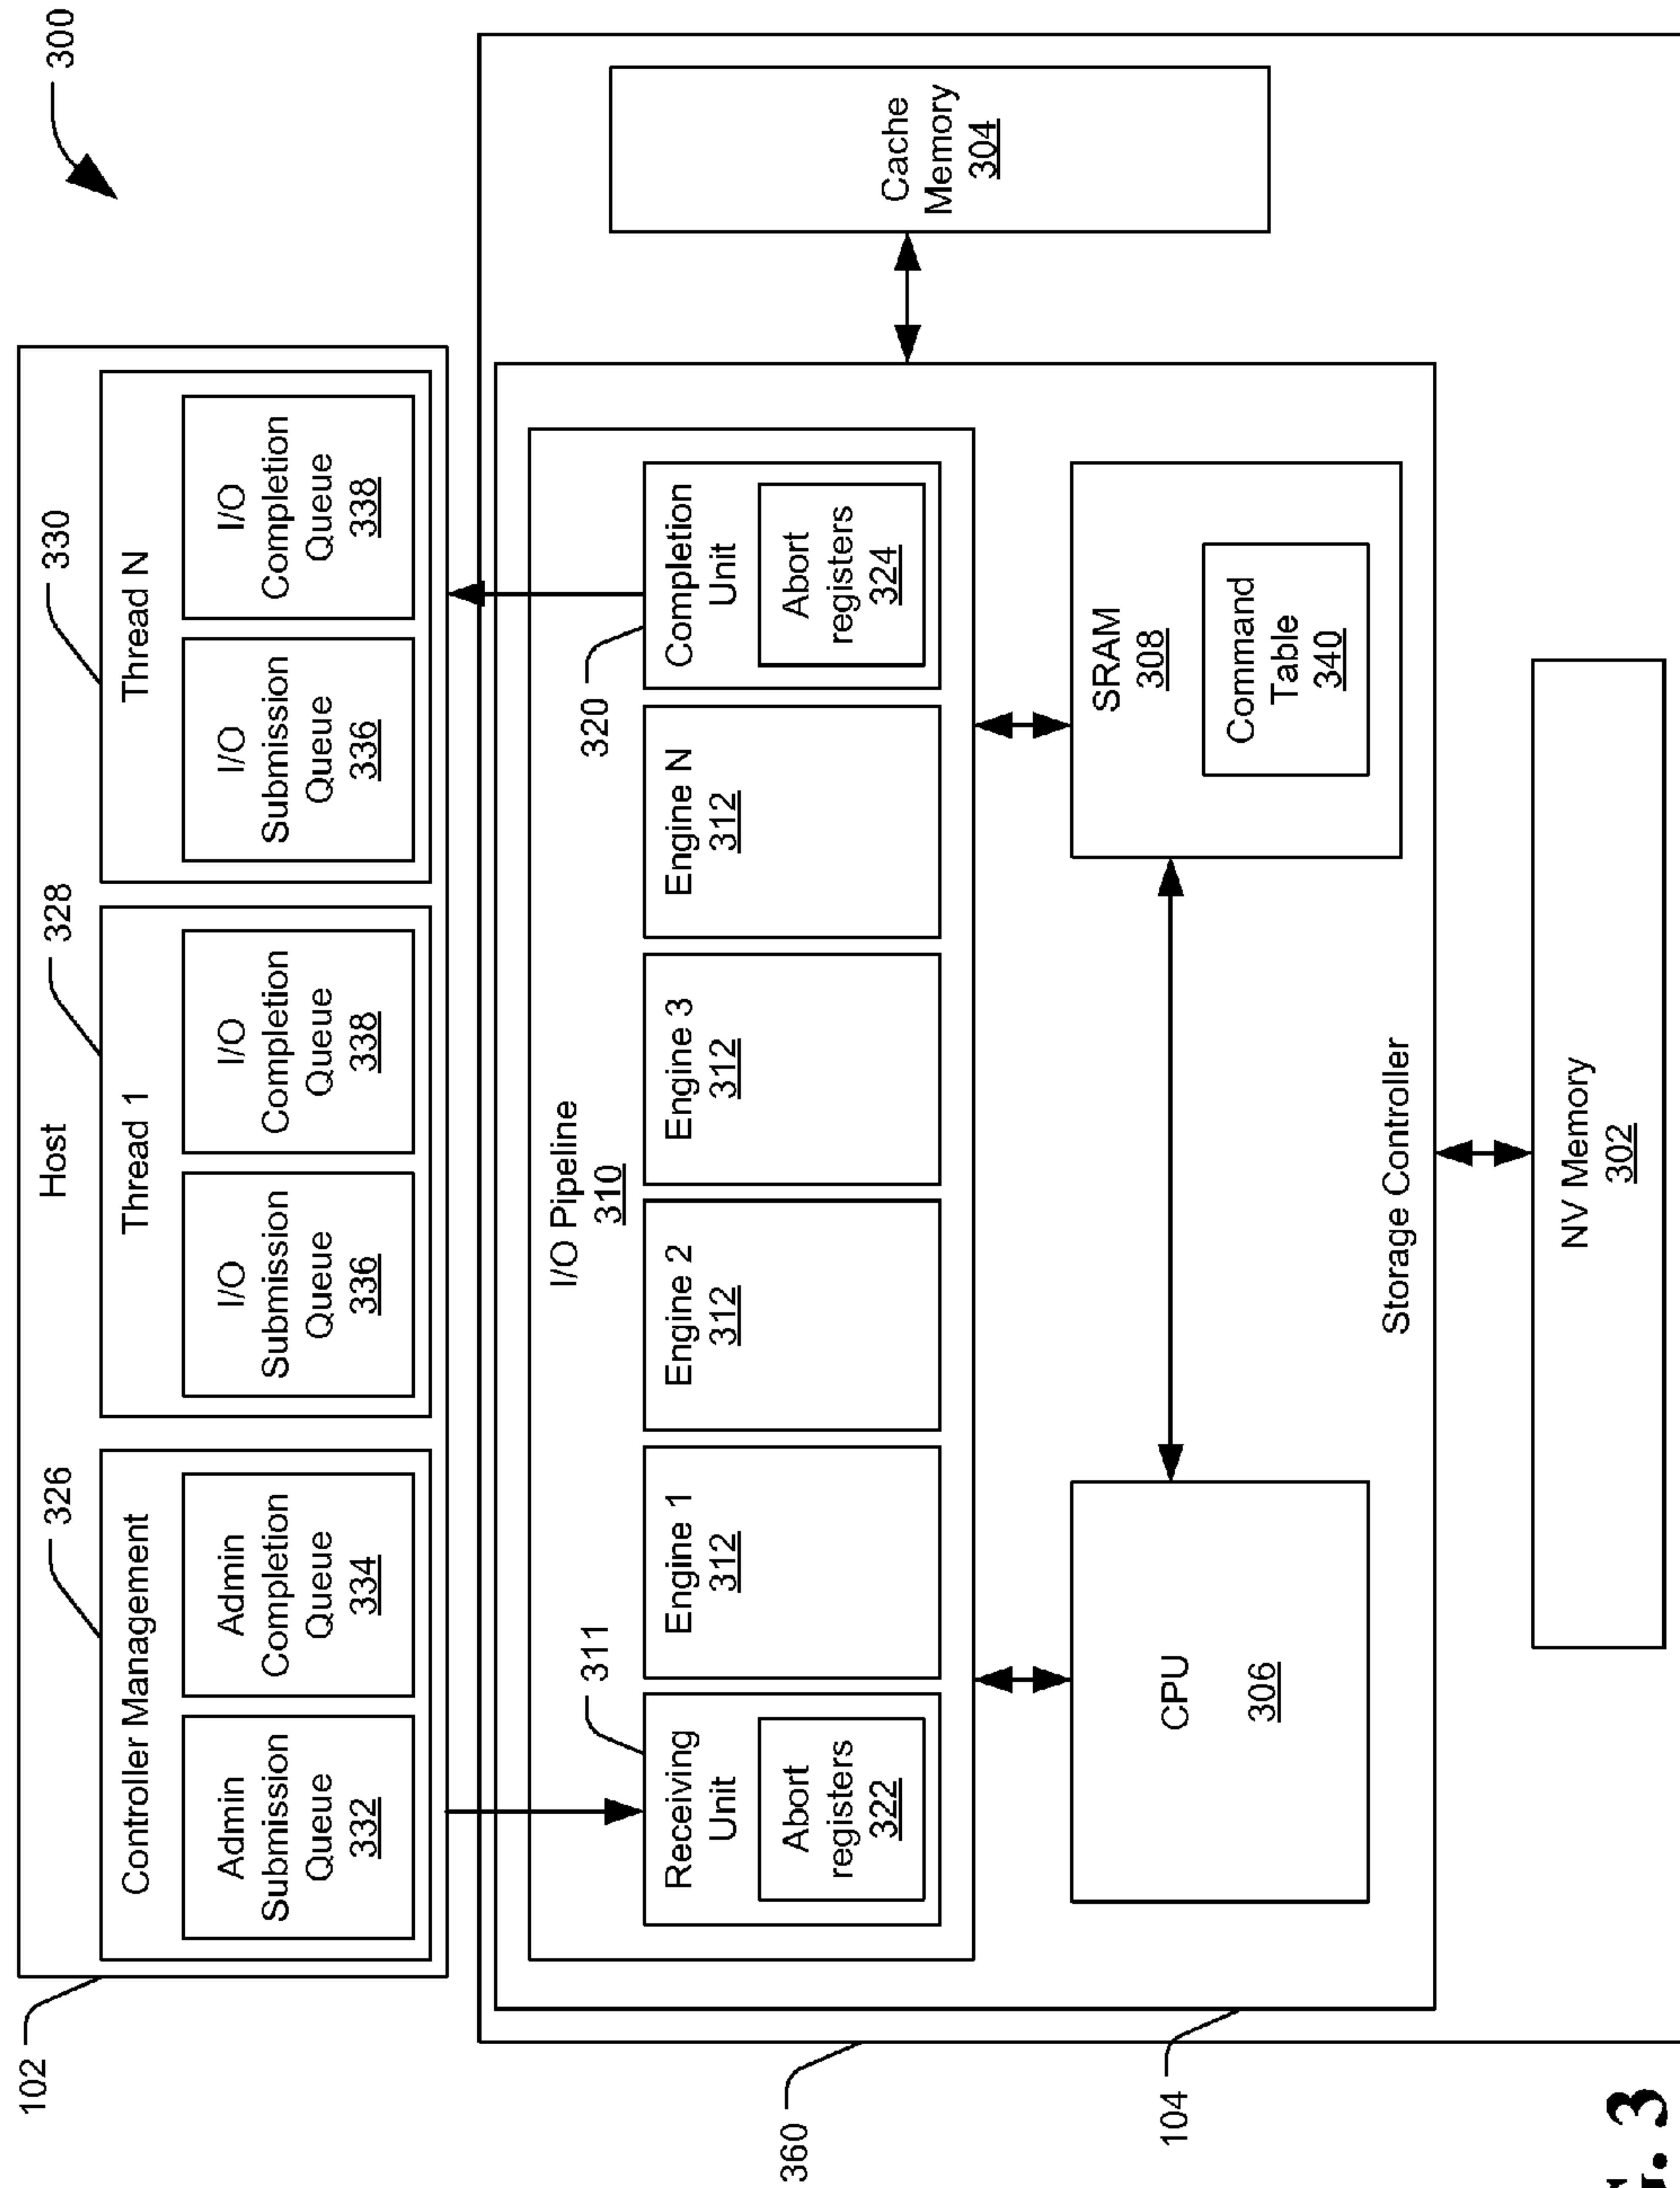 300
102
Host
326
328
330
Controller Management
Admin
Submission
Queue
332
Admin
Completion
Queue
334
Thread 1
I/O
Submission
Queue
336
I/O
Completion
Queue
338
Thread N
I/O
Submission
Queue
336
I/O
Completion
Queue
338
360
104
I/O Pipeline
310
311
Receiving
Unit
Abort
registers
322
Engine 1
312
Engine 2
312
Engine 3
312
Engine N
312
320
Completion
Unit
Abort
registers
324
CPU
306
SRAM
308
Command
Table
340
Storage Controller
Cache
Memory
304
NV Memory
302
3